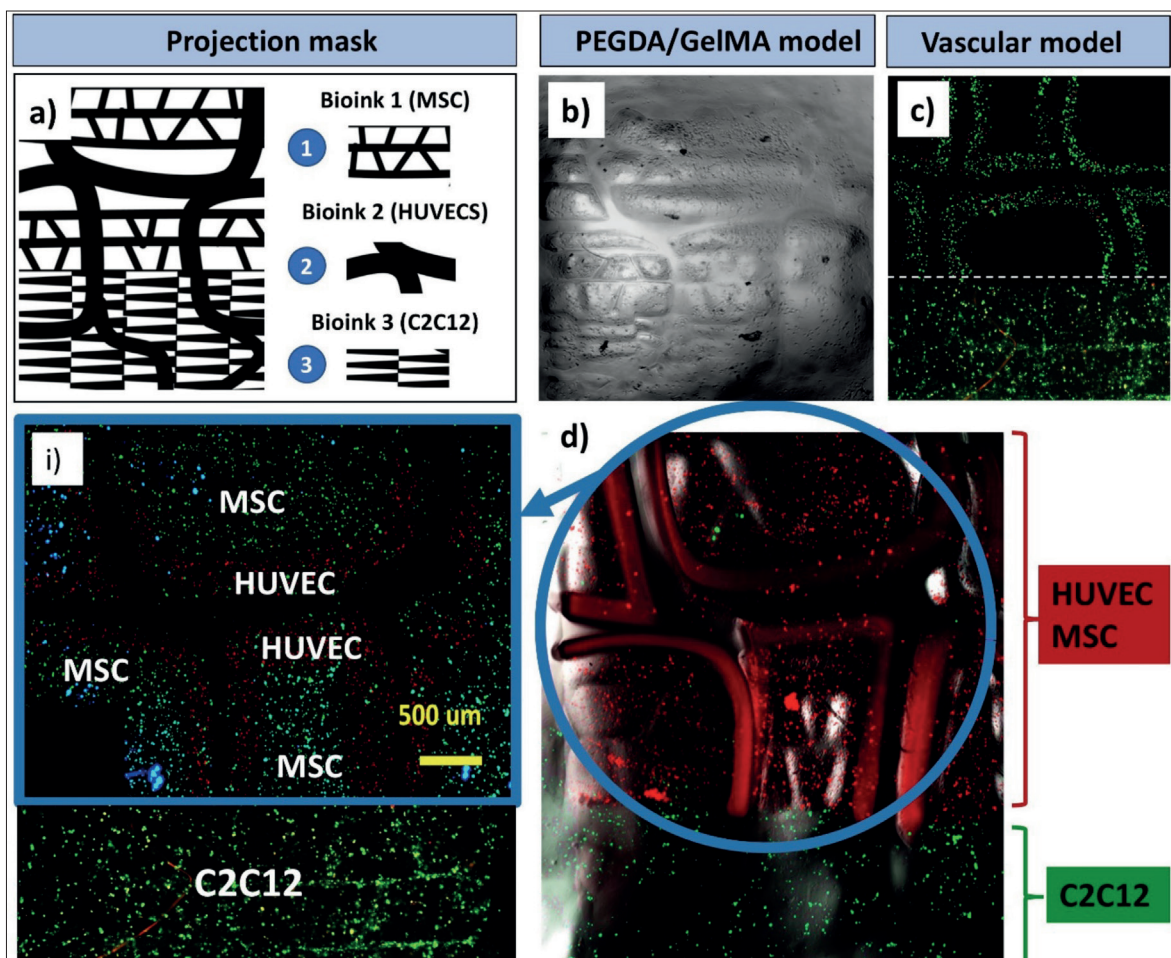 Projection mask
PEGDA/GelMA model
Vascular model
a)
Bioink 1 (MSC)
1
Bioink 2 (HUVECS)
2
Bioink 3 (C2C12)
3
b)
c)
i)
MSC
HUVEC
HUVEC
MSC
500 um
MSC
C2C12
d)
HUVEC
MSC
C2C12